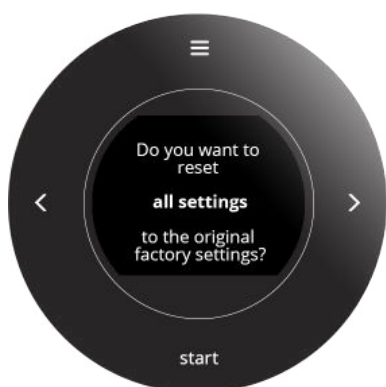 Do you want to
reset
all settings
to the original
factory settings?
start